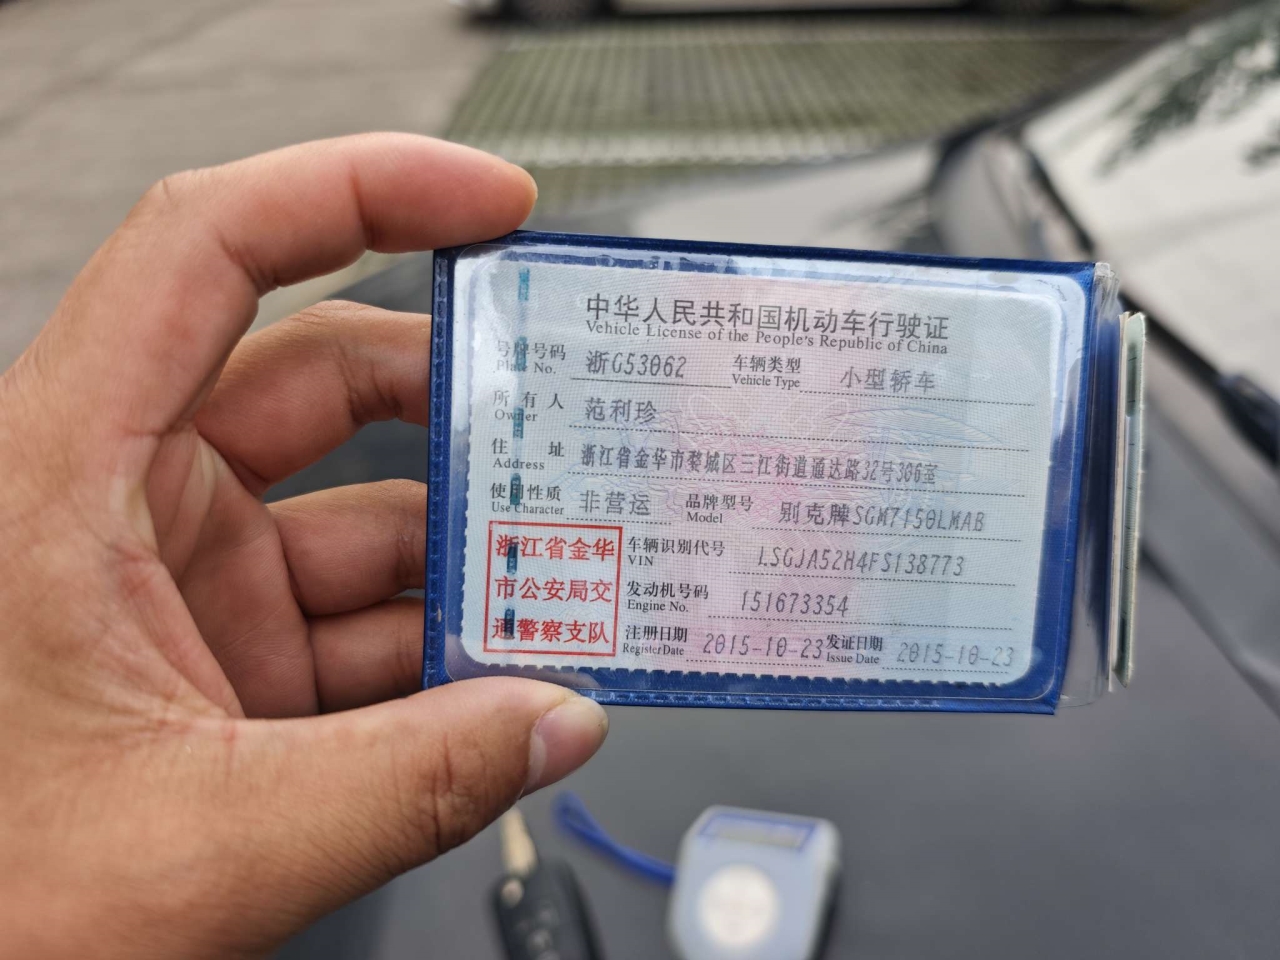 中华人民共和国机动车行驶证
Vehicle License of the People's Republic of China
号牌号码 浙G53062 车辆类型 小型轿车
Plate No. Vehicle Type
所有人 范利珍
Owner
住址 浙江省金华市婺城区三江街道通达路32号306室
Address
使用性质 非营运 品牌型号 别克牌SGM7150LMAB
Use Character Model
浙江省金华
市公安局交
通警察支队
车辆识别代号 LSGJA52H4FS138773
VIN
发动机号码 151673354
Engine No.
注册日期 2015-10-23 发证日期 2015-10-23
Register Date Issue Date